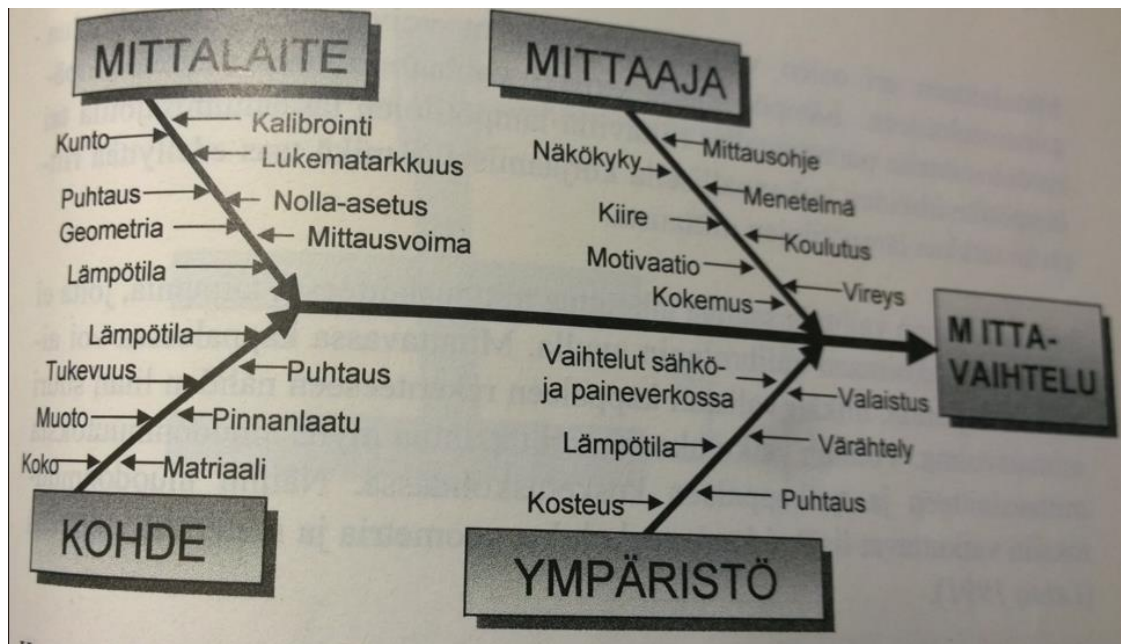 MITTALAITE
Kunto
Kalibrointi
Lukematarkkuus
Puhtaus
Nolla-asetus
Geometria
Mittausvoima
Lämpötila
MITTAAJA
Näkökyky
Mittausohje
Menetelmä
Kiire
Koulutus
Motivaatio
Vireys
Kokemus
M ITTA-
VAIHTELU
Lämpötila
Tukevuus
Puhtaus
Muoto
Pinnanlaatu
Koko
Matriaali
KOHDE
Vaihtelut sähkö-
ja paineverkossa
Valaistus
Lämpötila
Värähtely
Kosteus
Puhtaus
YMPÄRISTÖ